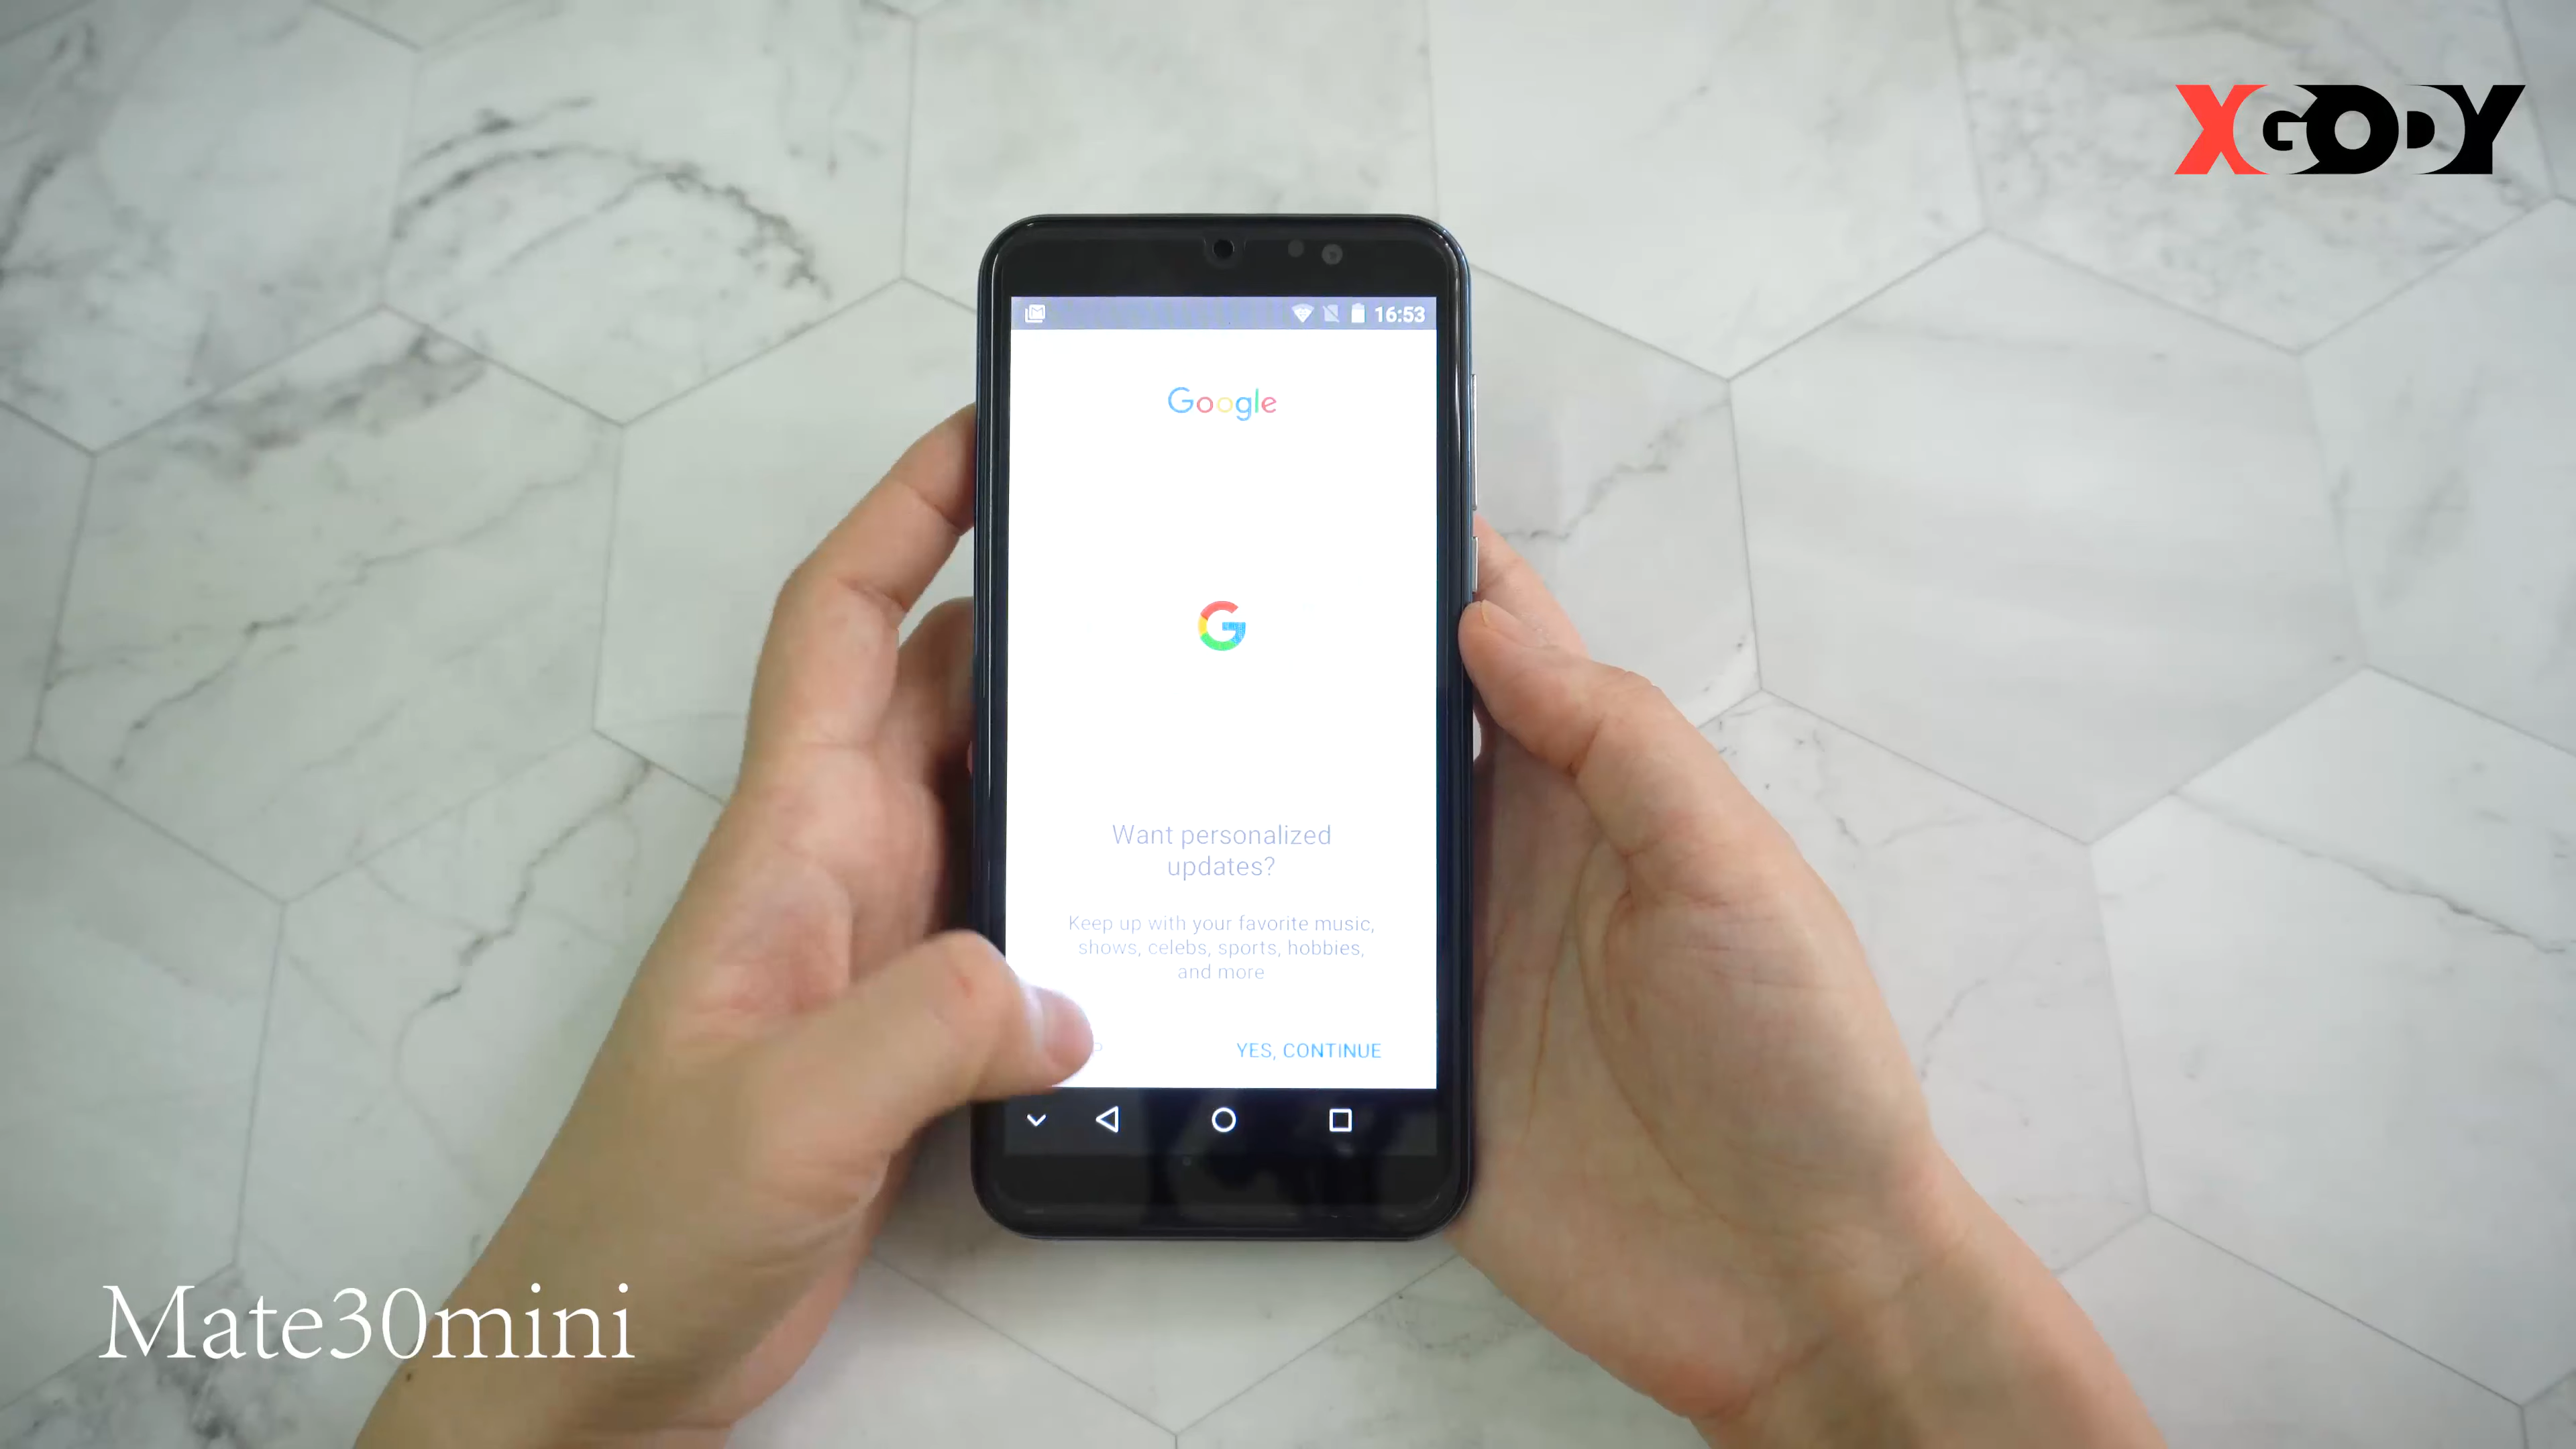 XGODY
16:53
Google
G
Want personalized
updates?
Keep up with your favorite music,
shows, celebs, sports, hobbies,
and more
YES, CONTINUE
Mate30mini